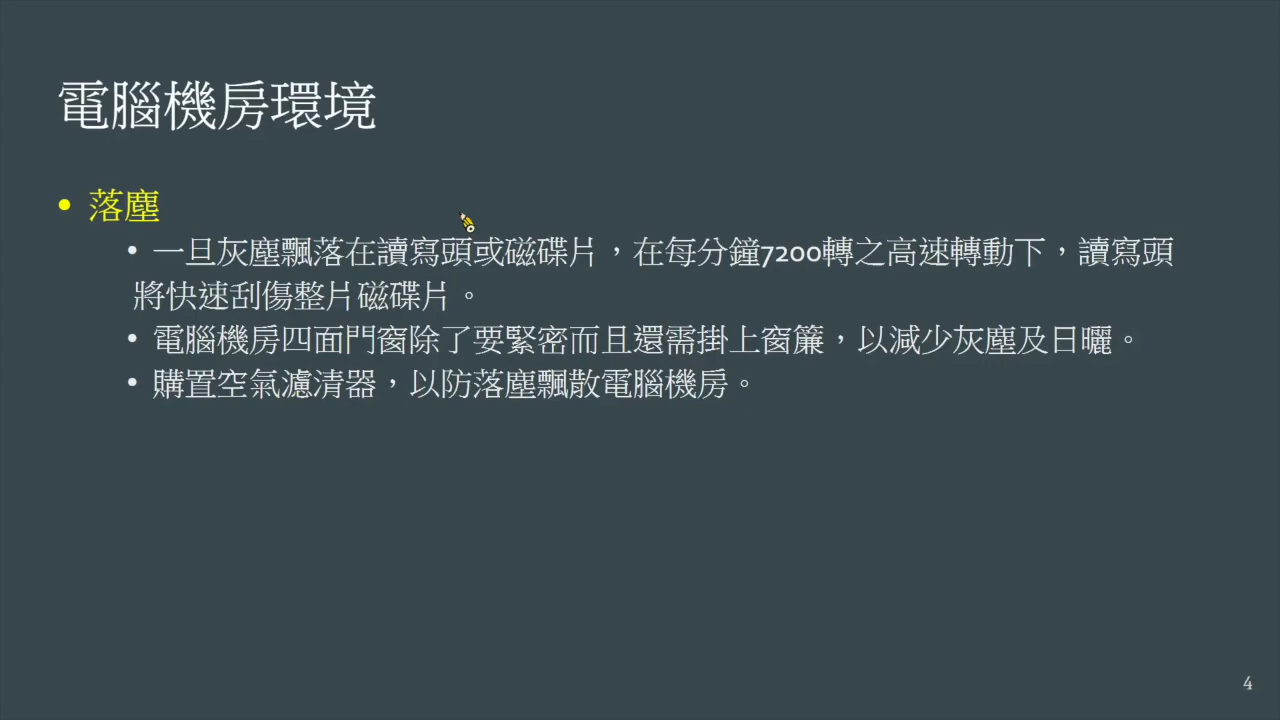 電腦機房環境
• 落塵
• 一旦灰塵飄落在讀寫頭或磁碟片，在每分鐘7200轉之高速轉動下，讀寫頭
將快速刮傷整片磁碟片。
• 電腦機房四面門窗除了要緊密而且還需掛上窗簾，以減少灰塵及日曬。
• 購置空氣濾清器，以防落塵飄散電腦機房。
4